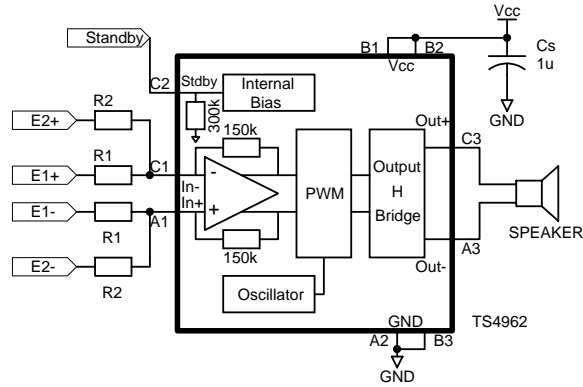 Vcc
Standby
B1
B2
Cs
1u
Vcc
C2
Stdby
Internal
Bias
GND
300k
R2
E2+
150k
Out+
C3
R1
C1
E1+
In-
-
PWM
Output
H
Bridge
In+
+
E1-
A1
R1
SPEAKER
150k
A3
E2-
R2
Out-
Oscillator
GND
TS4962
A2
B3
GND